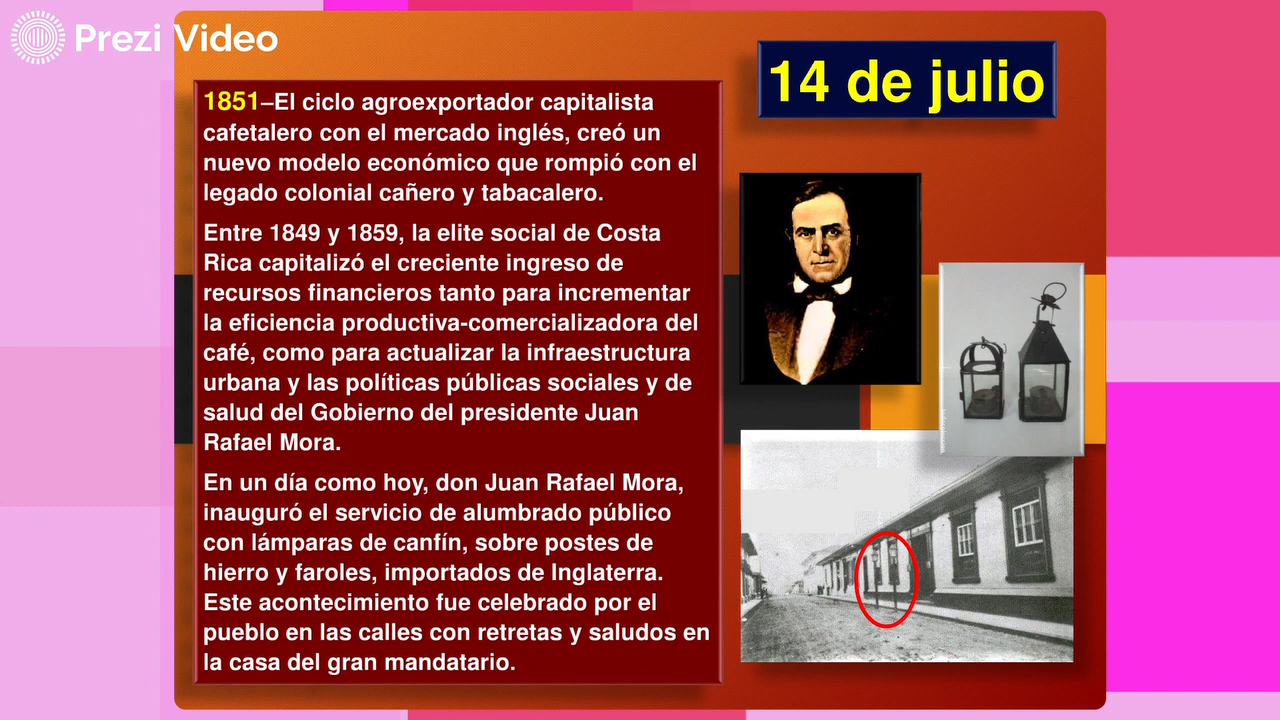 Prezi Video
14 de julio
1851–El ciclo agroexportador capitalista
cafetalero con el mercado inglés, creó un
nuevo modelo económico que rompió con el
legado colonial cañero y tabacalero.
Entre 1849 y 1859, la elite social de Costa
Rica capitalizó el creciente ingreso de
recursos financieros tanto para incrementar
la eficiencia productiva-comercializadora del
café, como para actualizar la infraestructura
urbana y las políticas públicas sociales y de
salud del Gobierno del presidente Juan
Rafael Mora.
En un día como hoy, don Juan Rafael Mora,
inauguró el servicio de alumbrado público
con lámparas de canfín, sobre postes de
hierro y faroles, importados de Inglaterra.
Este acontecimiento fue celebrado por el
pueblo en las calles con retretas y saludos en
la casa del gran mandatario.